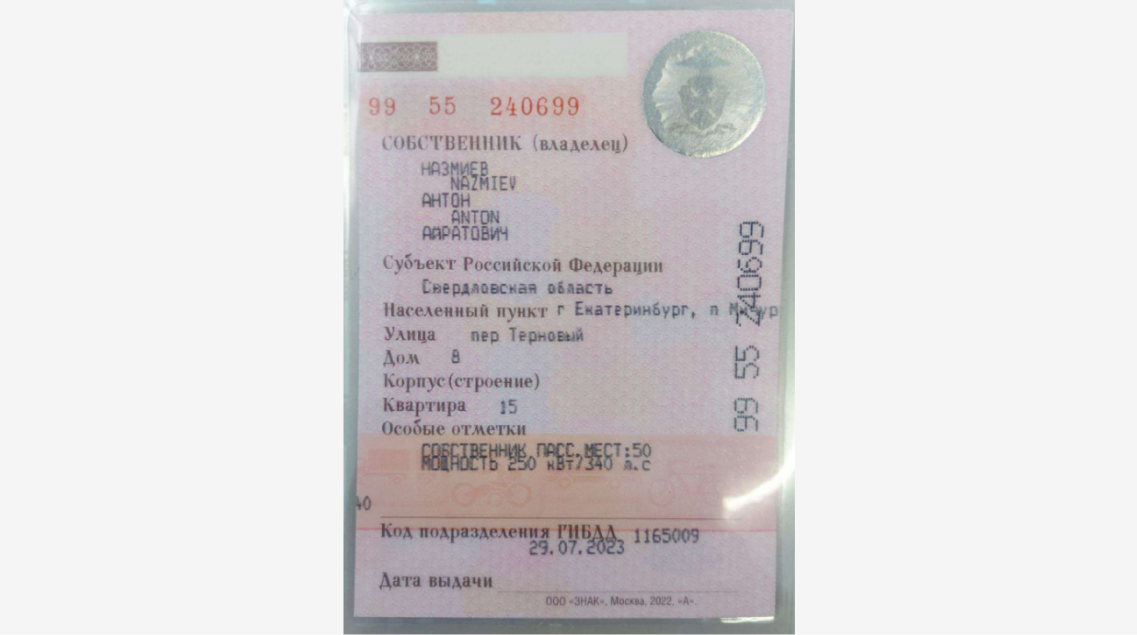 99 55 240699
СОБСТВЕННИК (владелец)
НАЗМИЕВ
NAZMIEV
АНТОН
ANTON
АЙРАТОВИЧ
Субъект Российской Федерации
Свердловская область
Населенный пункт г Екатеринбург, п
Улица пер Терновый
Дом 8
Корпус(строение)
Квартира 15
Особые отметки
СОБСТВЕННИК ПАСС.МЕСТ:50
МОЩНОСТЬ 250 кВт/340 л.с
40
Код подразделения ГИБДД 1165009
29.07.2023
Дата выдачи
ООО «ЗНАК», Москва, 2022, «А».
99 55 240699